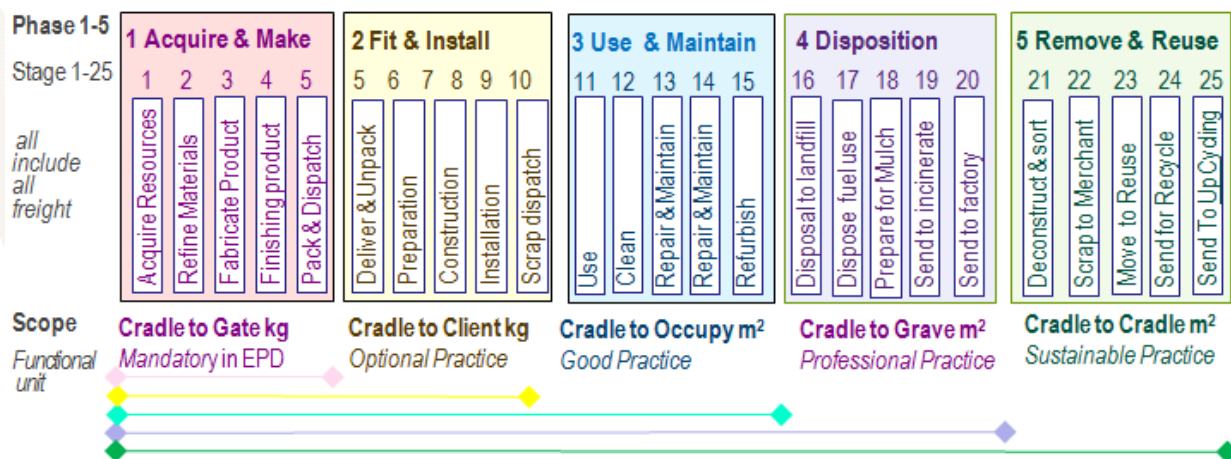 Phase 1-5
1 Acquire & Make
2 Fit & Install
3 Use & Maintain
4 Disposition
5 Remove & Reuse
Stage 1-25
1 2 3 4 5
5 6 7 8 9 10
11 12 13 14 15
16 17 18 19 20
21 22 23 24 25
all
include
all
freight
Acquire Resources
Refine Materials
Fabricate Product
Finishing product
Pack & Dispatch
Deliver & Unpack
Preparation
Construction
Installation
Scrap dispatch
Use
Clean
Repair & Maintain
Repair & Maintain
Refurbish
Disposal to landfill
Dispose fuel use
Prepare for Mulch
Send to incinerate
Send to factory
Deconstruct & sort
Scrap to Merchant
Move to Reuse
Send for Recycle
Send To UpCycling
Scope
Cradle to Gate kg
Cradle to Client kg
Cradle to Occupy m²
Cradle to Grave m²
Cradle to Cradle m²
Functional
unit
Mandatory in EPD
Optional Practice
Good Practice
Professional Practice
Sustainable Practice